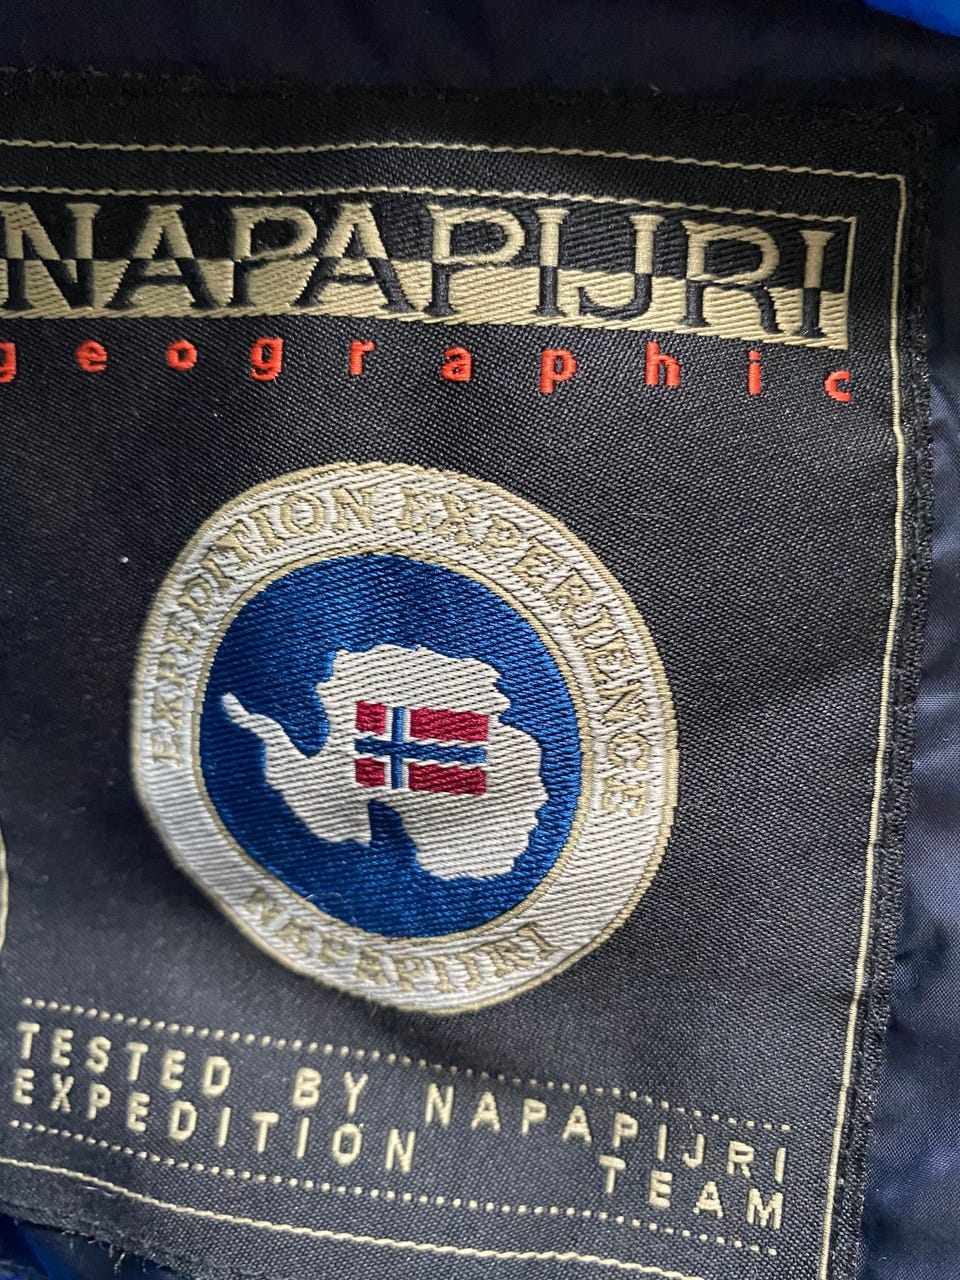 NAPAPIJRI
geographic
EXPEDITION EXPERIENCE
NAPAPIJRI
TESTED BY NAPAPIJRI
EXPEDITION TEAM